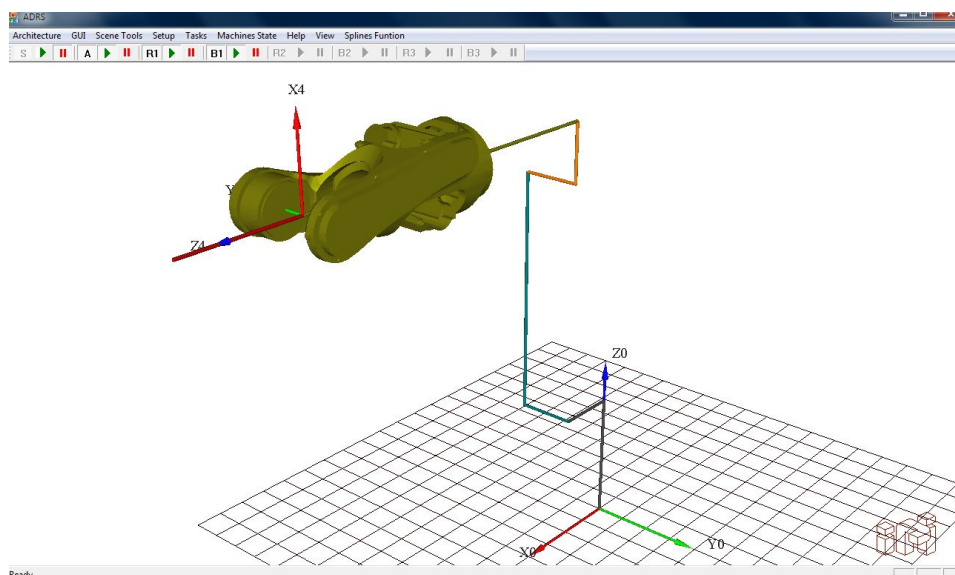 ADRS
Architecture GUI Scene Tools Setup Tasks Machines State Help View Splines Funtion
S A R1 B1 R2 B2 R3 B3
X4
Y
Z4
Z0
X0
Y0
Ready